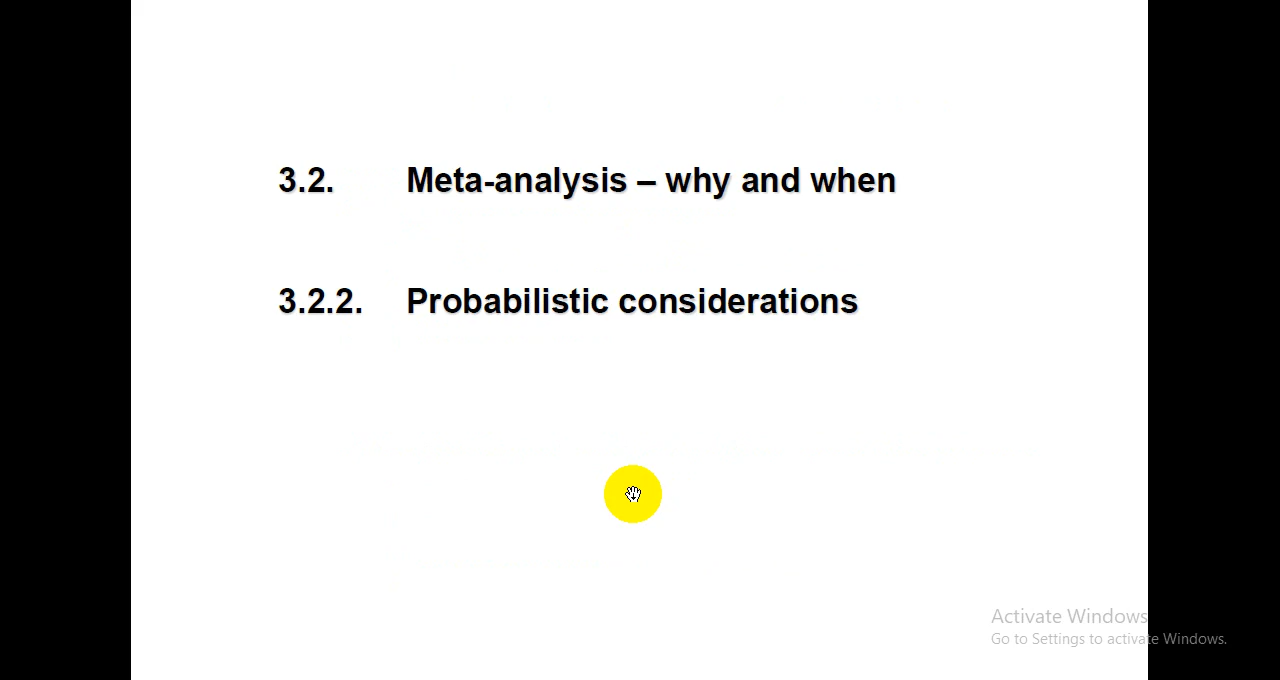 3.2. Meta-analysis – why and when
3.2.2. Probabilistic considerations
Activate Windows
Go to Settings to activate Windows.